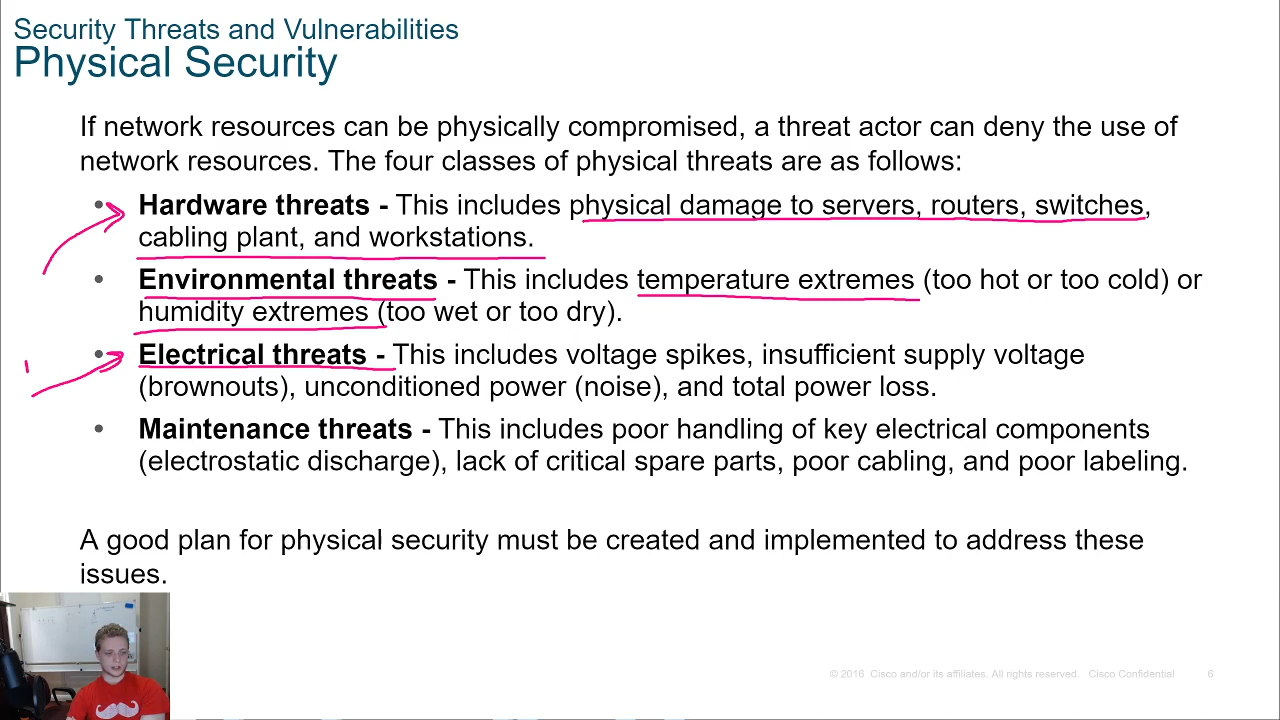 Security Threats and Vulnerabilities
Physical Security
If network resources can be physically compromised, a threat actor can deny the use of
network resources. The four classes of physical threats are as follows:
• Hardware threats - This includes physical damage to servers, routers, switches,
cabling plant, and workstations.
• Environmental threats - This includes temperature extremes (too hot or too cold) or
humidity extremes (too wet or too dry).
• Electrical threats - This includes voltage spikes, insufficient supply voltage
(brownouts), unconditioned power (noise), and total power loss.
• Maintenance threats - This includes poor handling of key electrical components
(electrostatic discharge), lack of critical spare parts, poor cabling, and poor labeling.
A good plan for physical security must be created and implemented to address these
issues.
© 2016 Cisco and/or its affiliates. All rights reserved. Cisco Confidential 6